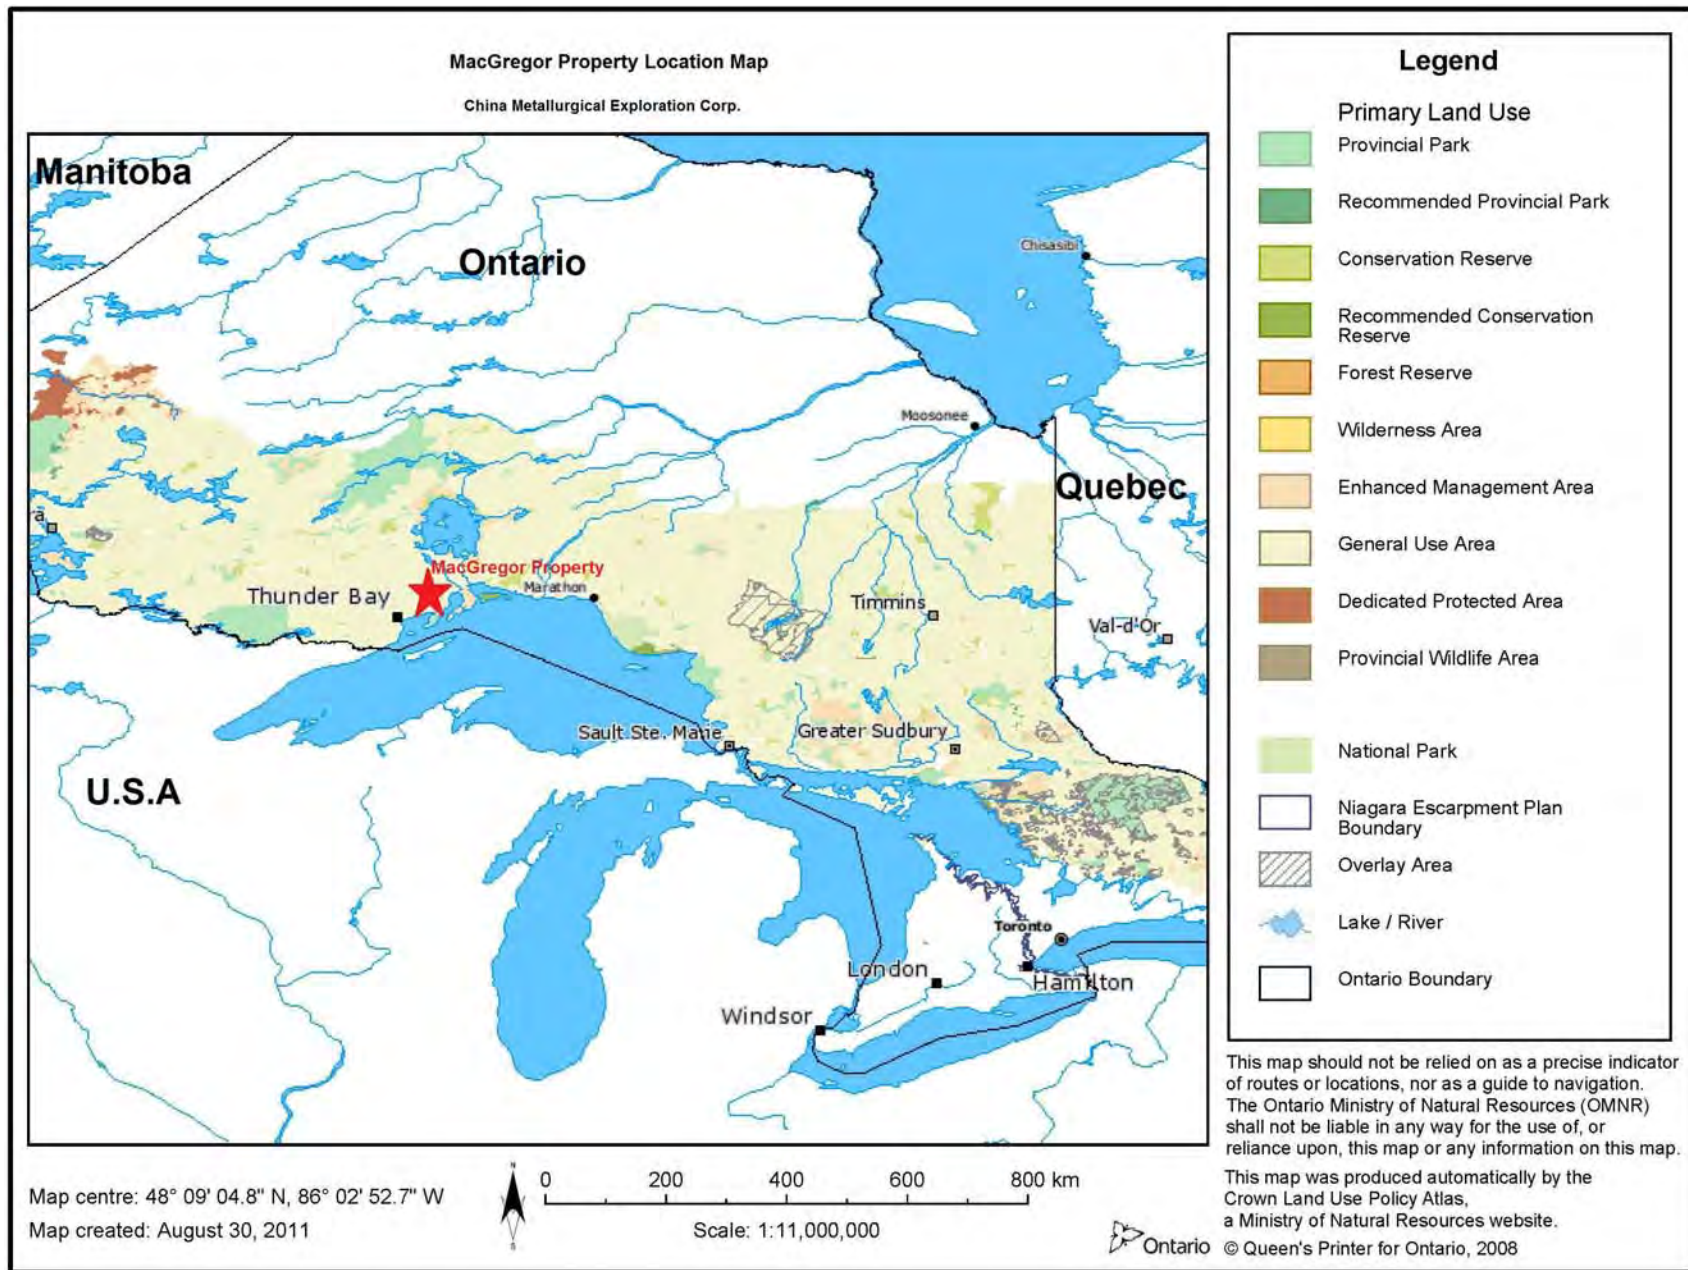 MacGregor Property Location Map
China Metallurgical Exploration Corp.
Manitoba
Ontario
Chisasibi
Moosonee
Quebec
a
MacGregor Property
Thunder Bay
Marathon
Timmins
Val-d'Or
Sault Ste. Marie
Greater Sudbury
U.S.A
Toronto
London
Hamilton
Windsor
Legend
Primary Land Use
Provincial Park
Recommended Provincial Park
Conservation Reserve
Recommended Conservation
Reserve
Forest Reserve
Wilderness Area
Enhanced Management Area
General Use Area
Dedicated Protected Area
Provincial Wildlife Area
National Park
Niagara Escarpment Plan
Boundary
Overlay Area
Lake / River
Ontario Boundary
This map should not be relied on as a precise indicator
of routes or locations, nor as a guide to navigation.
The Ontario Ministry of Natural Resources (OMNR)
shall not be liable in any way for the use of, or
reliance upon, this map or any information on this map.
This map was produced automatically by the
Crown Land Use Policy Atlas,
a Ministry of Natural Resources website.
© Queen's Printer for Ontario, 2008
Map centre: 48° 09' 04.8" N, 86° 02' 52.7" W
Map created: August 30, 2011
N
S
0 200 400 600 800 km
Scale: 1:11,000,000
Ontario